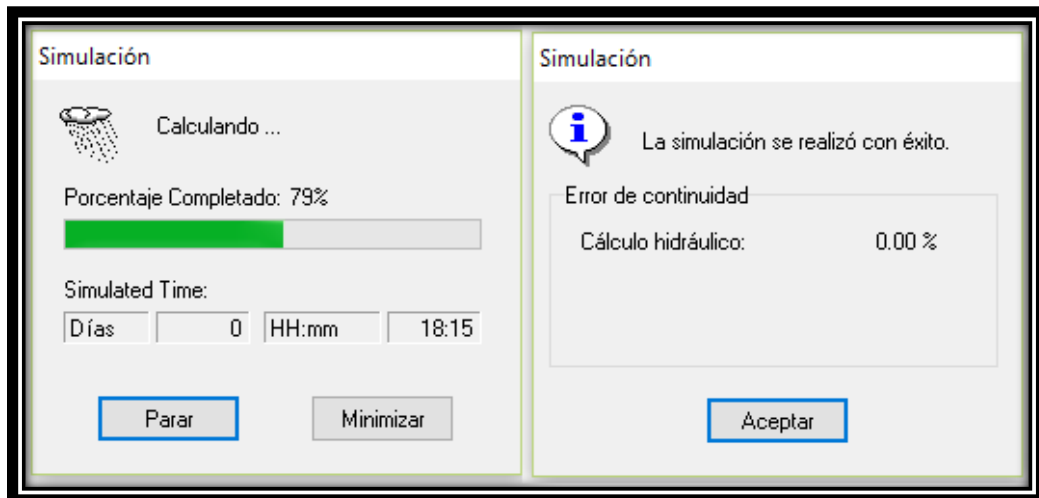 Simulación
Calculando ...
Porcentaje Completado: 79%
Simulated Time:
Días 0 HH:mm 18:15
Parar Minimizar
Simulación
La simulación se realizó con éxito.
Error de continuidad
Cálculo hidráulico: 0.00 %
Aceptar